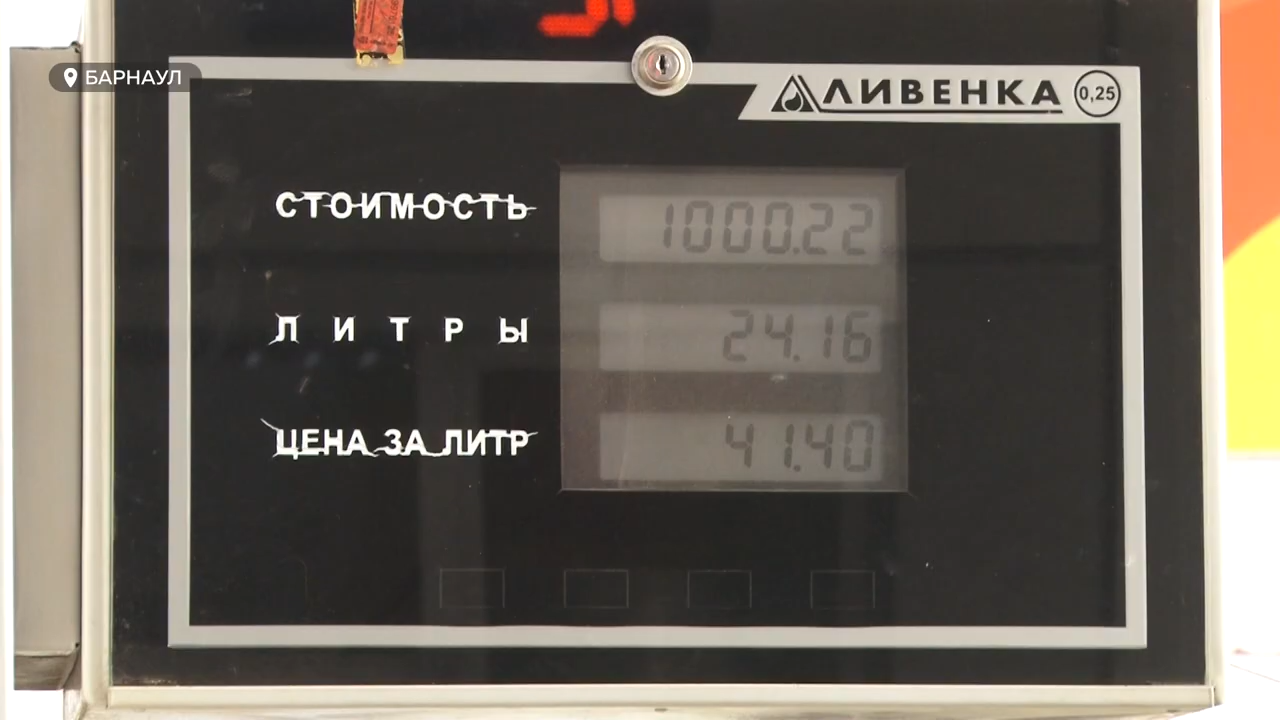 БАРНАУЛ
ЛИВЕНКА 0,25
СТОИМОСТЬ 1000.22
ЛИТРЫ 24.16
ЦЕНА ЗА ЛИТР 41.40